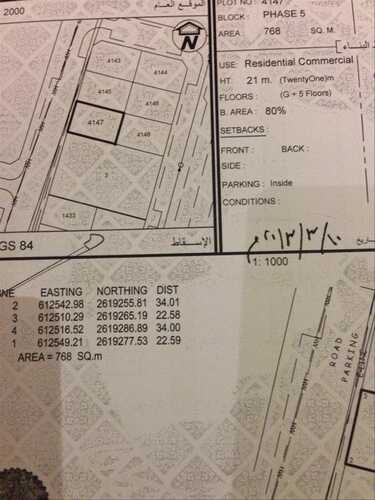 2000
الموقع العام
PLOT NO : 4147
BLOCK : PHASE 5
AREA : 768 SQ. M.
USE: Residential Commercial
HT: 21 m. (TwentyOne)m
FLOORS : (G + 5 Floors)
B. AREA : 80%
SETBACKS :
FRONT : BACK :
SIDE :
PARKING : Inside
CONDITIONS :
N
4143
4144
4145
4146
4147
4148
3
1433
GS 84
الإسقاط
1: 1000
EASTING NORTHING DIST
2 612542.98 2619255.81 34.01
3 612510.29 2619265.19 22.58
4 612516.52 2619286.89 34.00
1 612549.21 2619277.53 22.59
AREA = 768 SQ.m
ROAD
PARKING